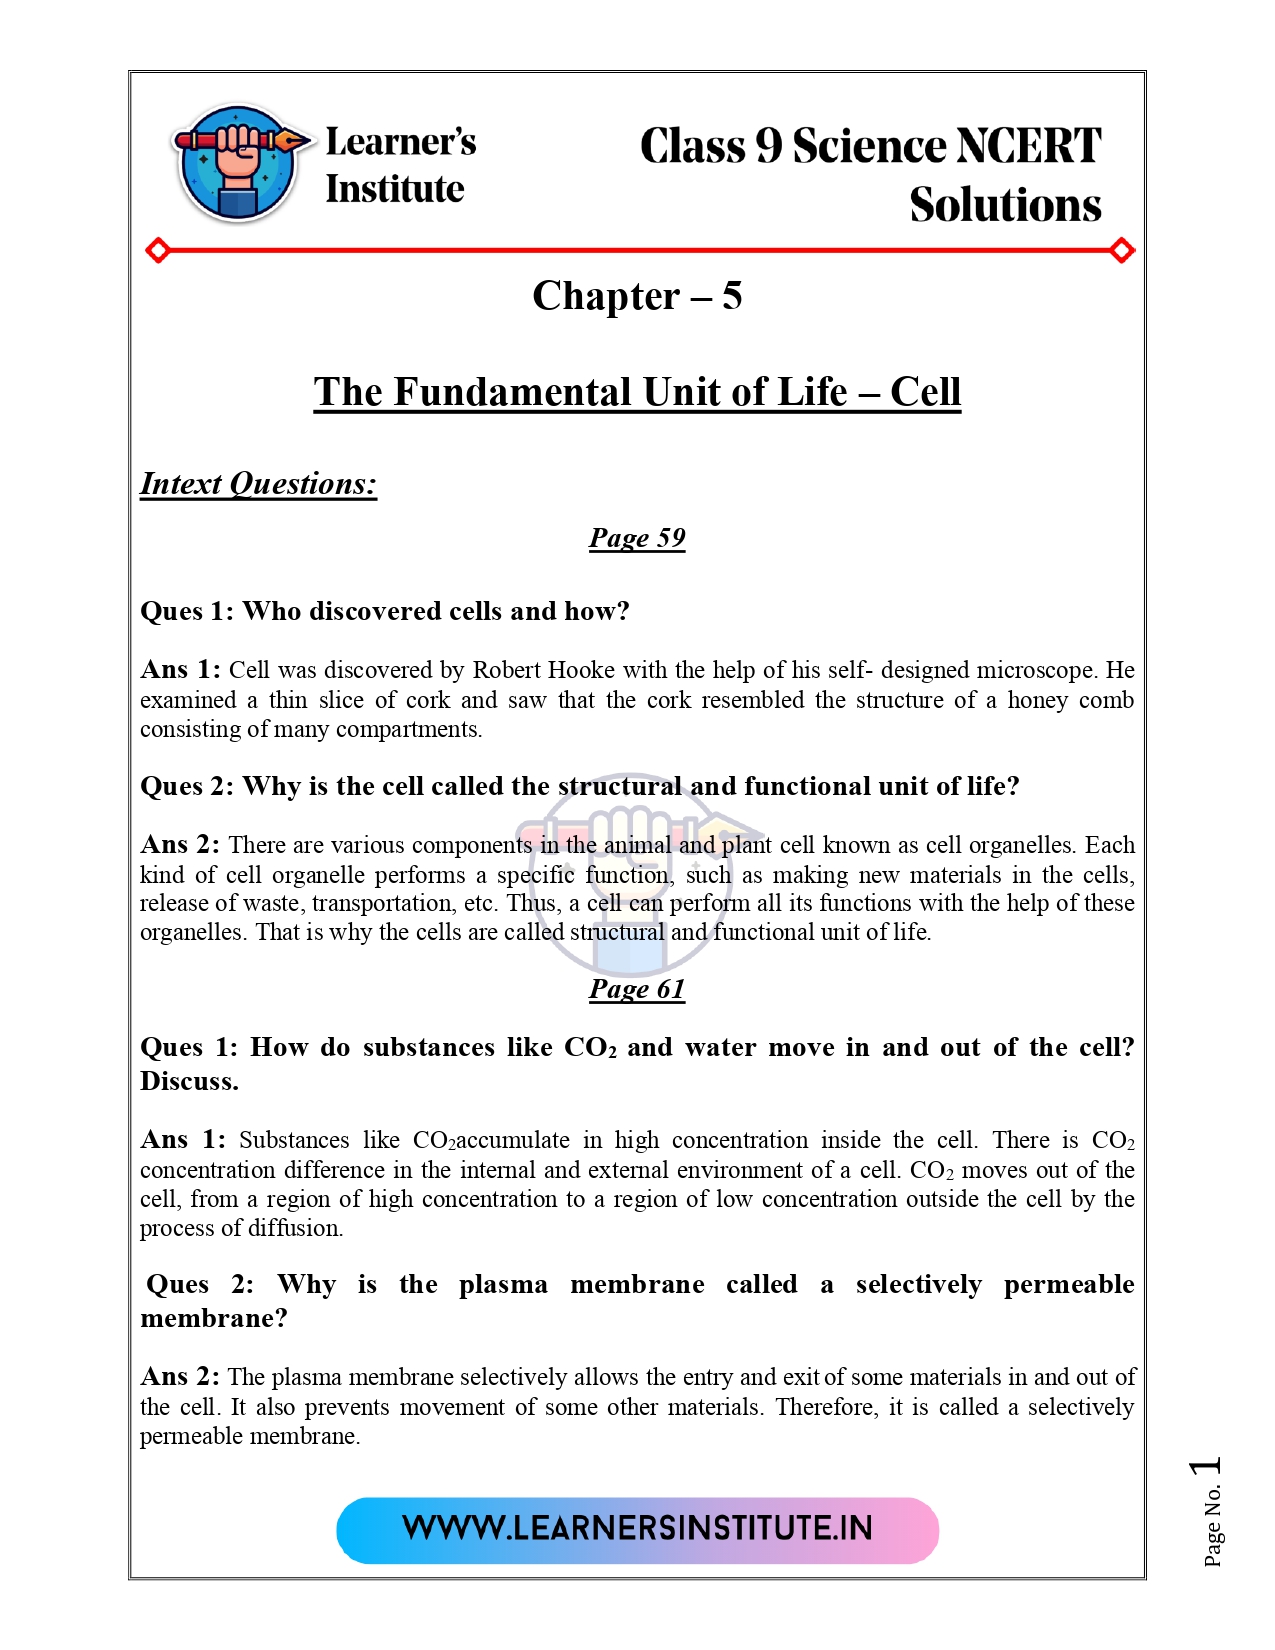 Learner's
Institute
Class 9 Science NCERT
Solutions
Chapter – 5
The Fundamental Unit of Life – Cell
Intext Questions:
Page 59
Ques 1: Who discovered cells and how?
Ans 1: Cell was discovered by Robert Hooke with the help of his self- designed microscope. He
examined a thin slice of cork and saw that the cork resembled the structure of a honey comb
consisting of many compartments.
Ques 2: Why is the cell called the structural and functional unit of life?
Ans 2: There are various components in the animal and plant cell known as cell organelles. Each
kind of cell organelle performs a specific function, such as making new materials in the cells,
release of waste, transportation, etc. Thus, a cell can perform all its functions with the help of these
organelles. That is why the cells are called structural and functional unit of life.
Page 61
Ques 1: How do substances like CO₂ and water move in and out of the cell?
Discuss.
Ans 1: Substances like CO₂accumulate in high concentration inside the cell. There is CO₂
concentration difference in the internal and external environment of a cell. CO₂ moves out of the
cell, from a region of high concentration to a region of low concentration outside the cell by the
process of diffusion.
Ques 2: Why is the plasma membrane called a selectively permeable
membrane?
Ans 2: The plasma membrane selectively allows the entry and exit of some materials in and out of
the cell. It also prevents movement of some other materials. Therefore, it is called a selectively
permeable membrane.
WWW.LEARNERSINSTITUTE.IN
Page No. 1